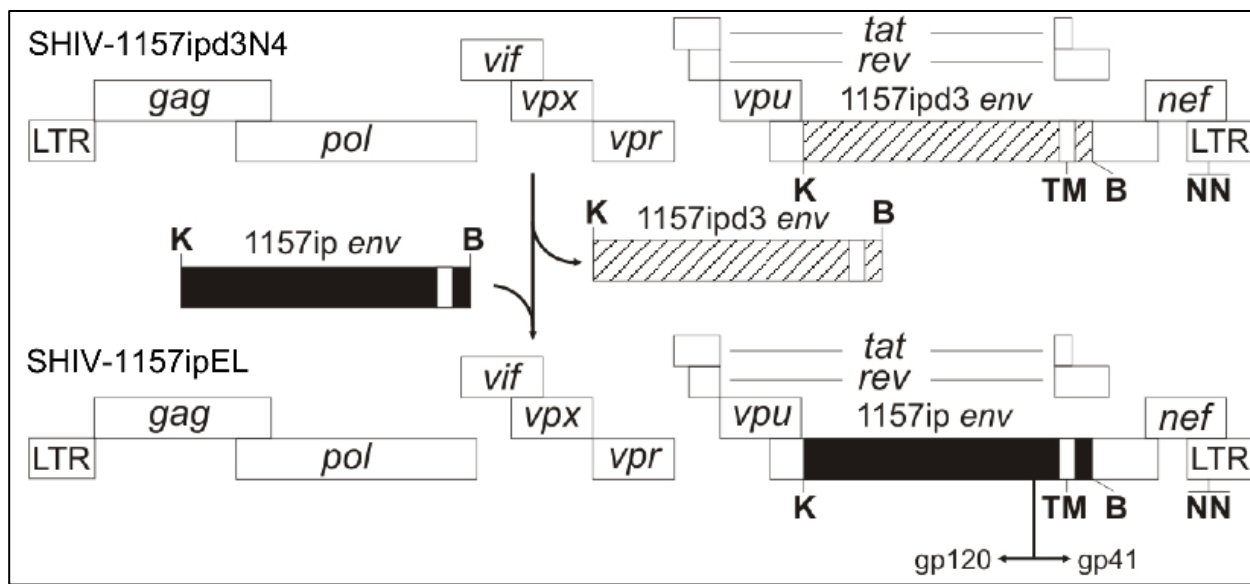 SHIV-1157ipd3N4
tat
vif
rev
gag
vpx
vpu
1157ipd3 env
nef
LTR
pol
vpr
LTR
K
TM
B
NN
K
1157ip env
B
K
1157ipd3 env
B
SHIV-1157ipEL
tat
vif
rev
gag
vpx
vpu
1157ip env
nef
LTR
pol
vpr
LTR
K
TM
B
NN
gp120
gp41